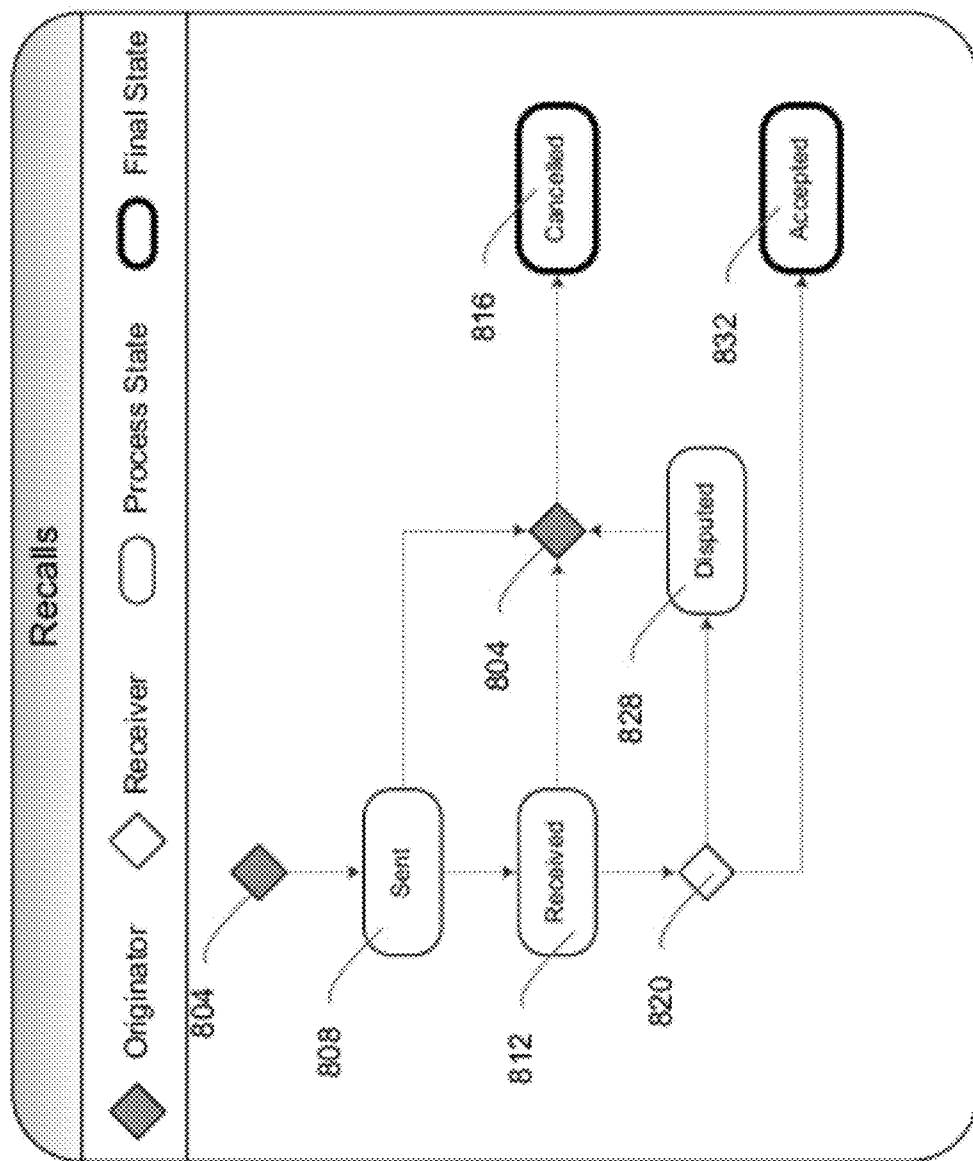 Recalls
Originator Receiver Process State Final State
804
Sent
808
Received
812
804
Cancelled
816
820
Disputed
828
Accepted
832